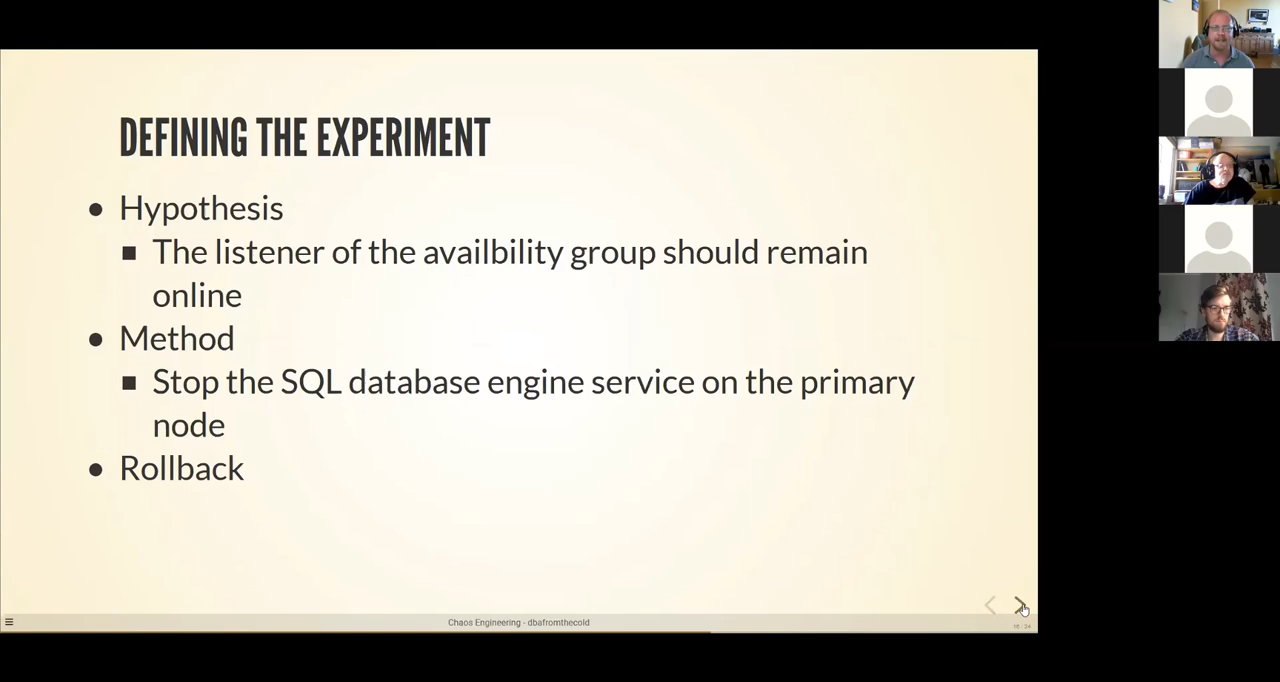 DEFINING THE EXPERIMENT
● Hypothesis
■ The listener of the availbility group should remain
online
● Method
■ Stop the SQL database engine service on the primary
node
● Rollback
Chaos Engineering - dbafromthecold